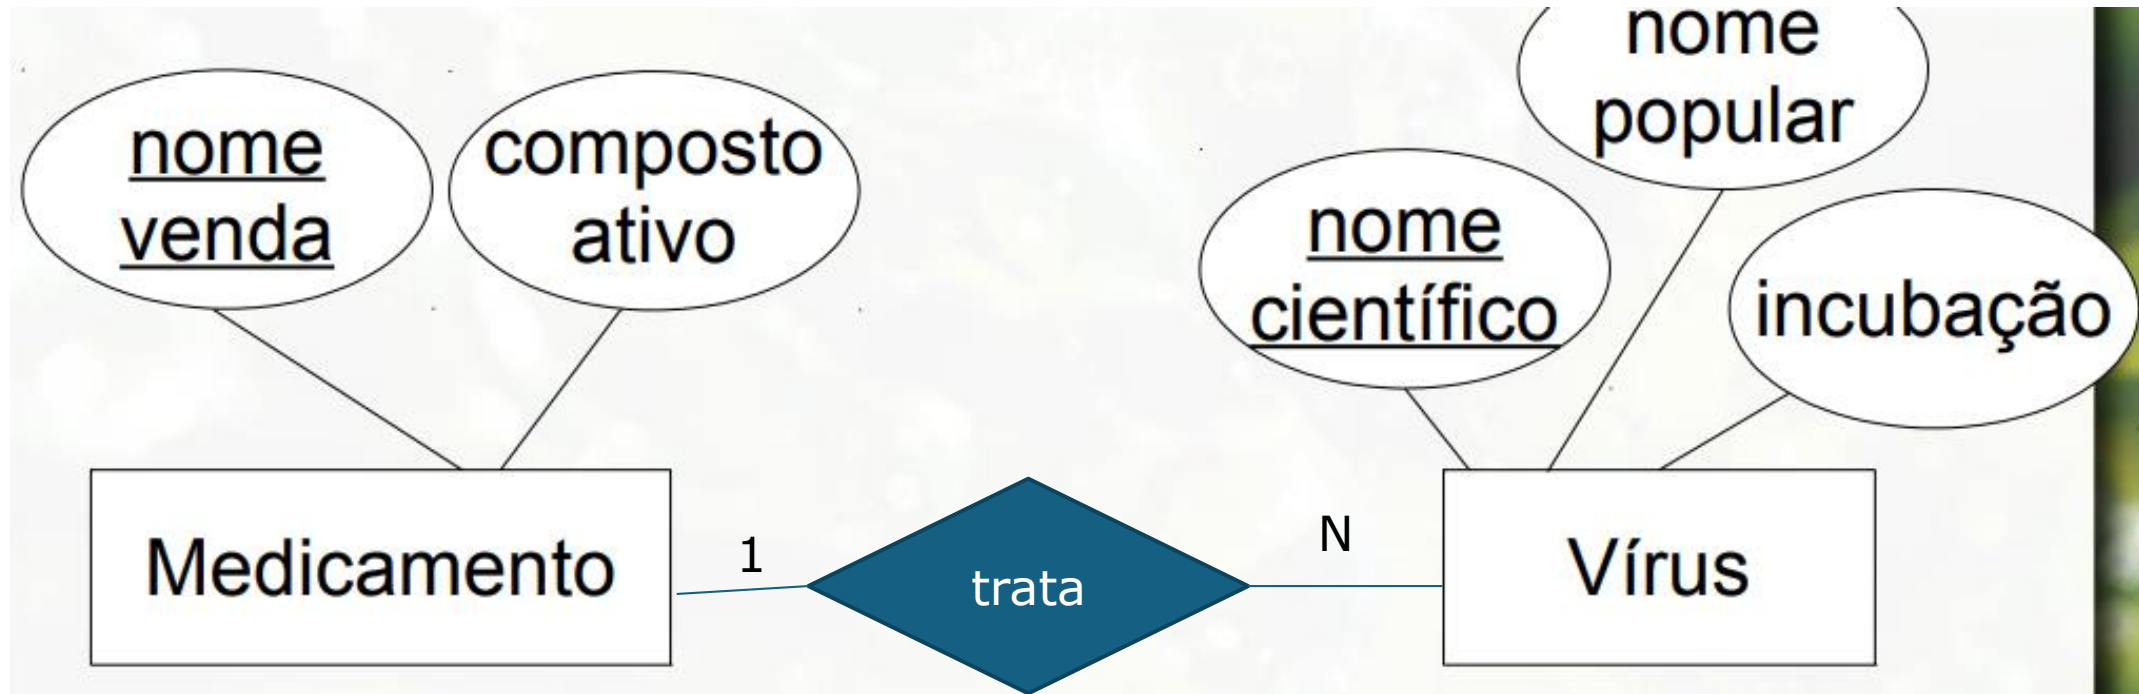 nome
venda
composto
ativo
nome
científico
nome
popular
incubação
Medicamento
1
trata
N
Vírus